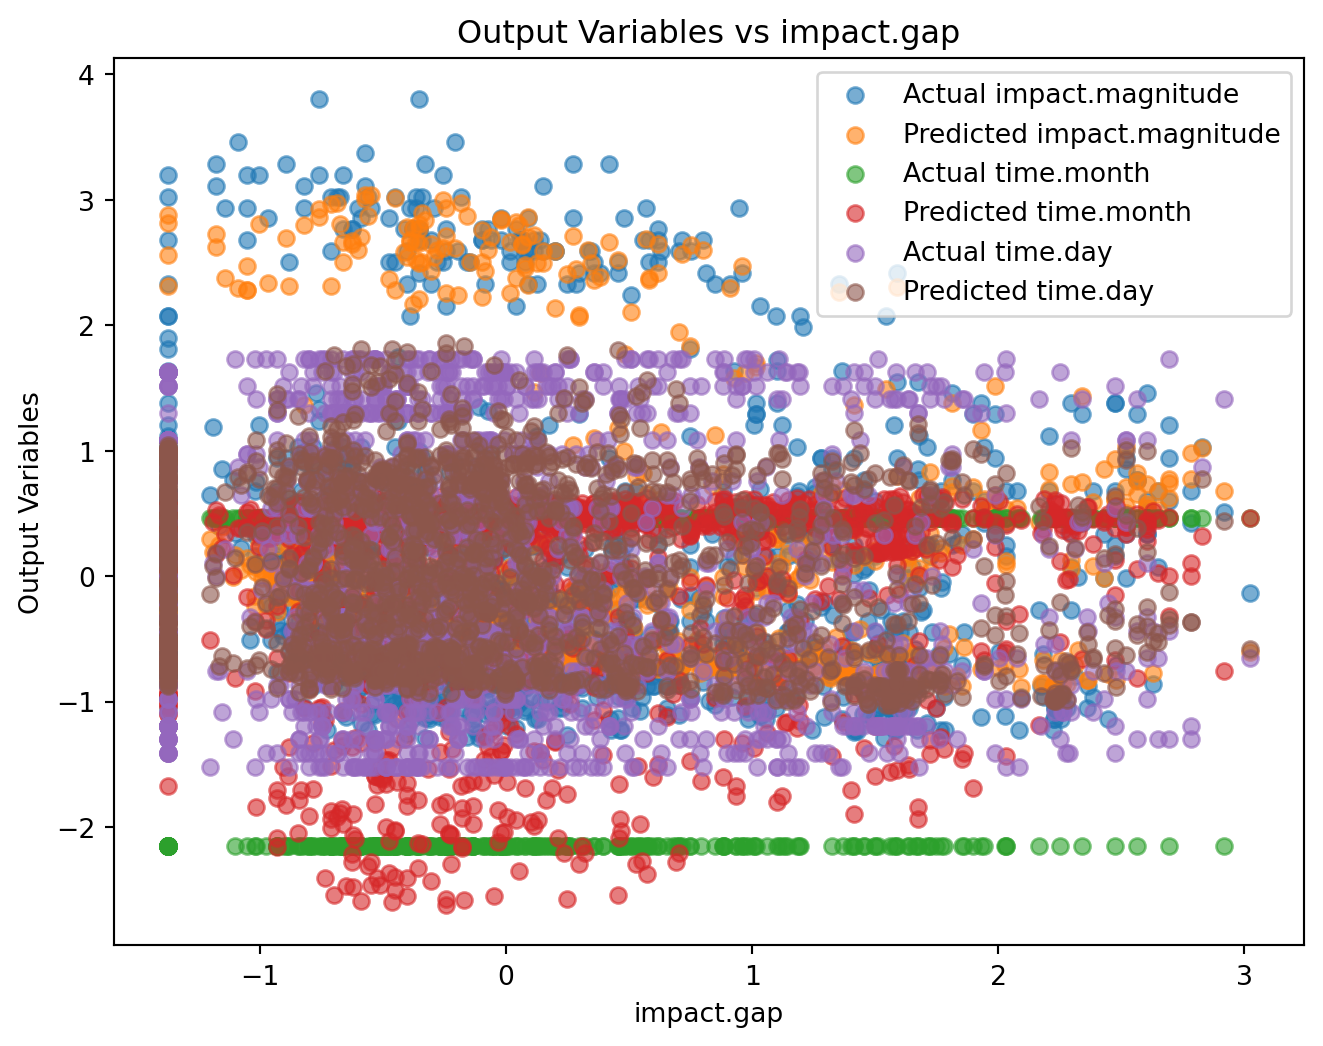 Output Variables vs impact.gap
Actual impact.magnitude
Predicted impact.magnitude
Actual time.month
Predicted time.month
Actual time.day
Predicted time.day
Output Variables
4
3
2
1
0
−1
−2
−1
0
1
2
3
impact.gap